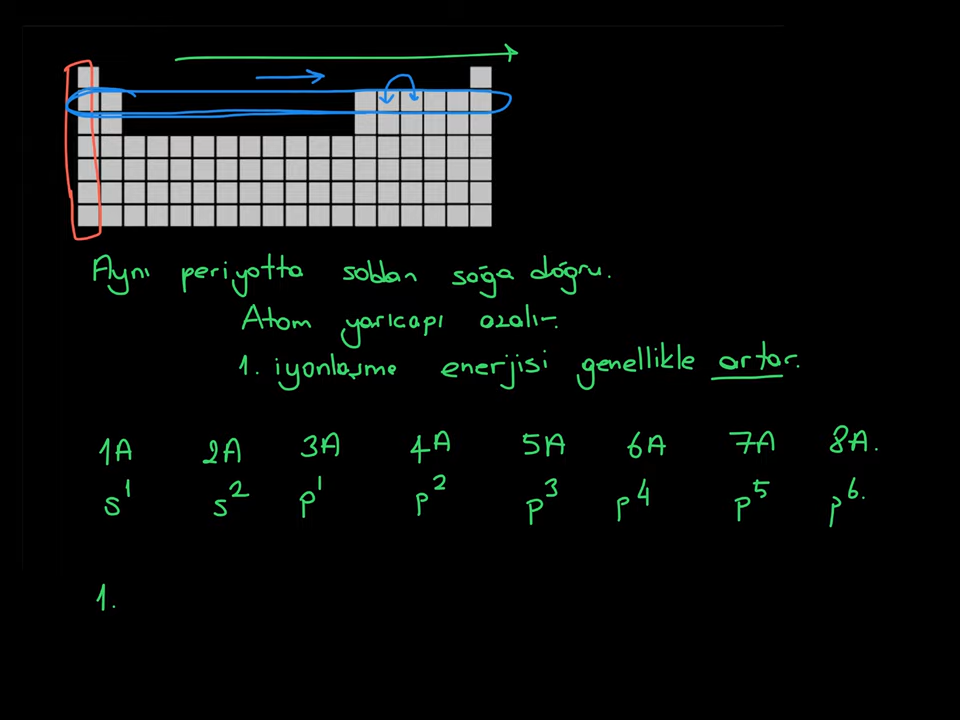 Aynı periyotta soldan sağa doğru.
Atom yarıçapı azalır.
1. iyonlaşma enerjisi genellikle artar.
1A 2A 3A 4A 5A 6A 7A 8A.
s¹ s² p¹ p² p³ p⁴ p⁵ p⁶.
1.